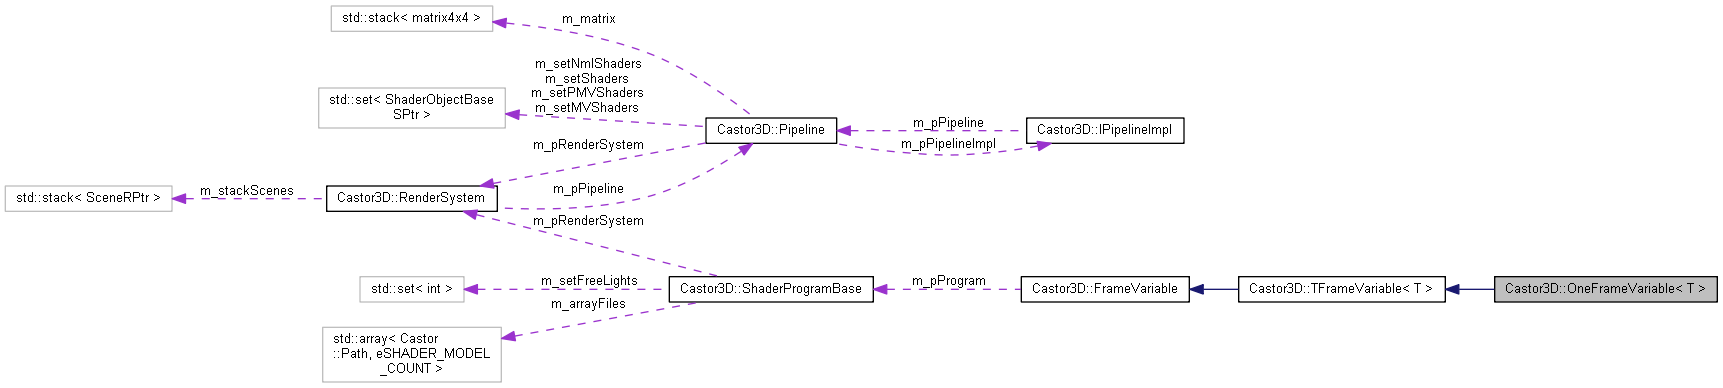 std::stack< matrix4x4 >
m_matrix
m_setNmlShaders
m_setShaders
m_setPMVShaders
m_setMVShaders
std::set< ShaderObjectBase
SPtr >
Castor3D::Pipeline
m_pPipeline
Castor3D::IPipelineImpl
m_pPipelineImpl
m_pRenderSystem
m_pPipeline
std::stack< SceneRPtr >
m_stackScenes
Castor3D::RenderSystem
m_pRenderSystem
std::set< int >
m_setFreeLights
Castor3D::ShaderProgramBase
m_pProgram
Castor3D::FrameVariable
Castor3D::TFrameVariable< T >
Castor3D::OneFrameVariable< T >
m_arrayFiles
std::array< Castor
::Path, eSHADER_MODEL
_COUNT >